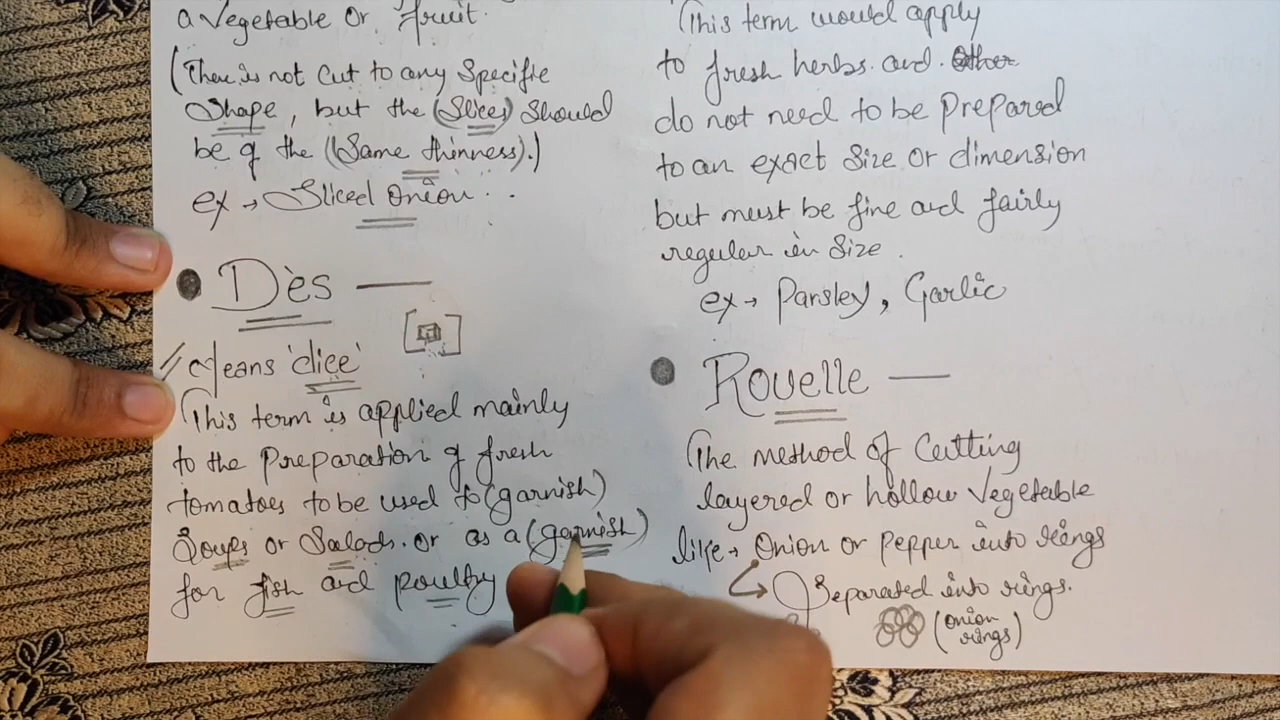 a vegetable or fruit.
(There is not cut to any specific
shape, but the (slices) should
be of the (same thinness).)
ex → Sliced onion..
Dès —
Means 'dice'
This term is applied mainly
to the preparation of fresh
tomatoes to be used to (garnish)
soups or salads. or as a (garnish)
for fish and poultry
This term would apply
to fresh herbs. and.
do not need to be prepared
to an exact size or dimension
but must be fine and fairly
regular in size.
ex → Parsley, Garlic
Rouelle —
The method of cutting
layered or hollow vegetable
like → Onion or pepper into rings
Separated into rings.
(onion
rings)